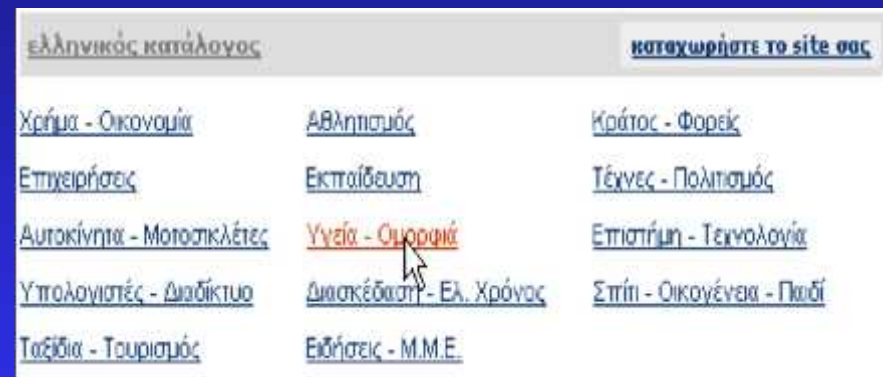 ελληνικός κατάλογος καταχωρήστε το site σας
Χρήμα - Οικονομία Αθλητισμός Κράτος - Φορείς
Επιχειρήσεις Εκπαίδευση Τέχνες - Πολιτισμός
Αυτοκίνητα - Μοτοσικλέτες Υγεία - Ομορφιά Επιστήμη - Τεχνολογία
Υπολογιστές - Διαδίκτυο Διασκέδαση - Ελ. Χρόνος Σπίτι - Οικογένεια - Παιδί
Ταξίδια - Τουρισμός Ειδήσεις - Μ.Μ.Ε.